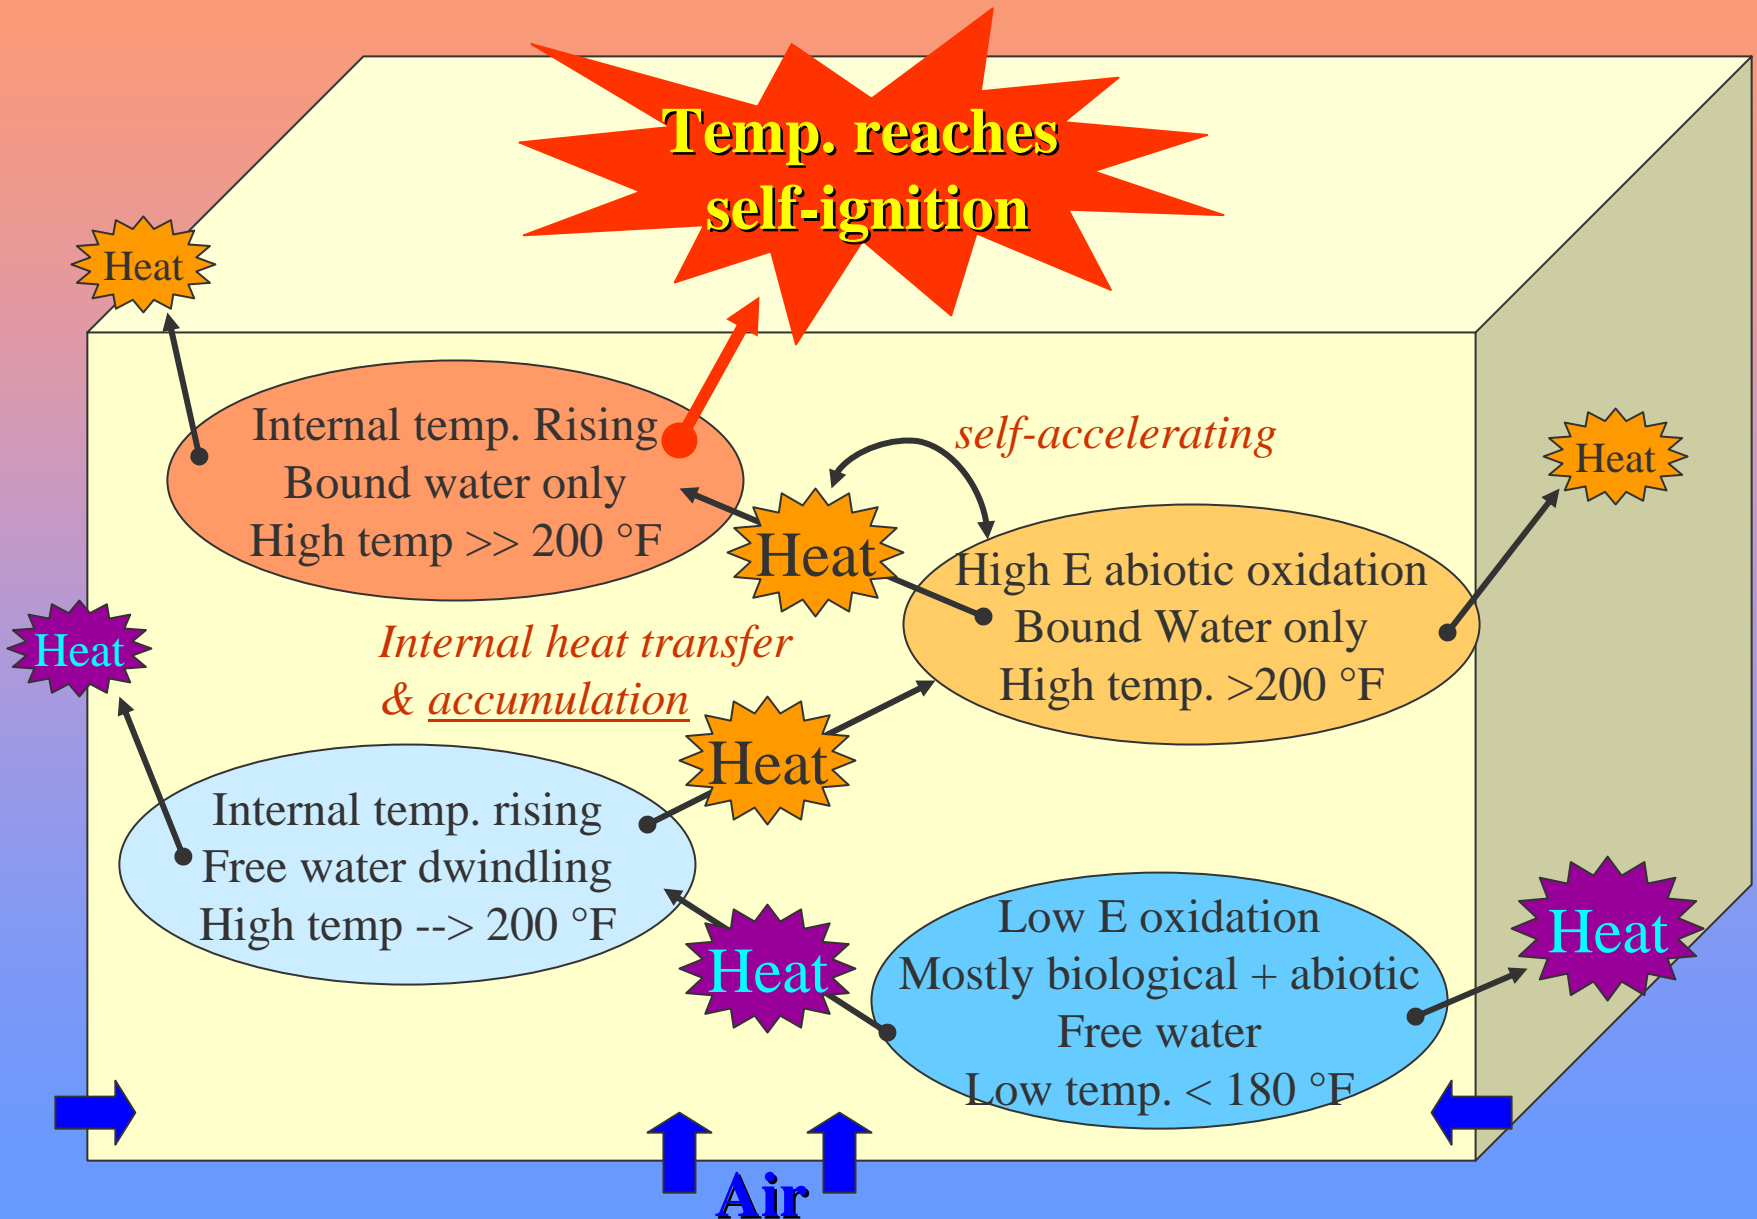 Temp. reaches
self-ignition
Heat
Internal temp. Rising
Bound water only
High temp >> 200 °F
self-accelerating
Heat
Heat
High E abiotic oxidation
Bound Water only
High temp. >200 °F
Heat
Internal heat transfer
& accumulation
Heat
Internal temp. rising
Free water dwindling
High temp --> 200 °F
Heat
Low E oxidation
Mostly biological + abiotic
Free water
Low temp. < 180 °F
Heat
Air